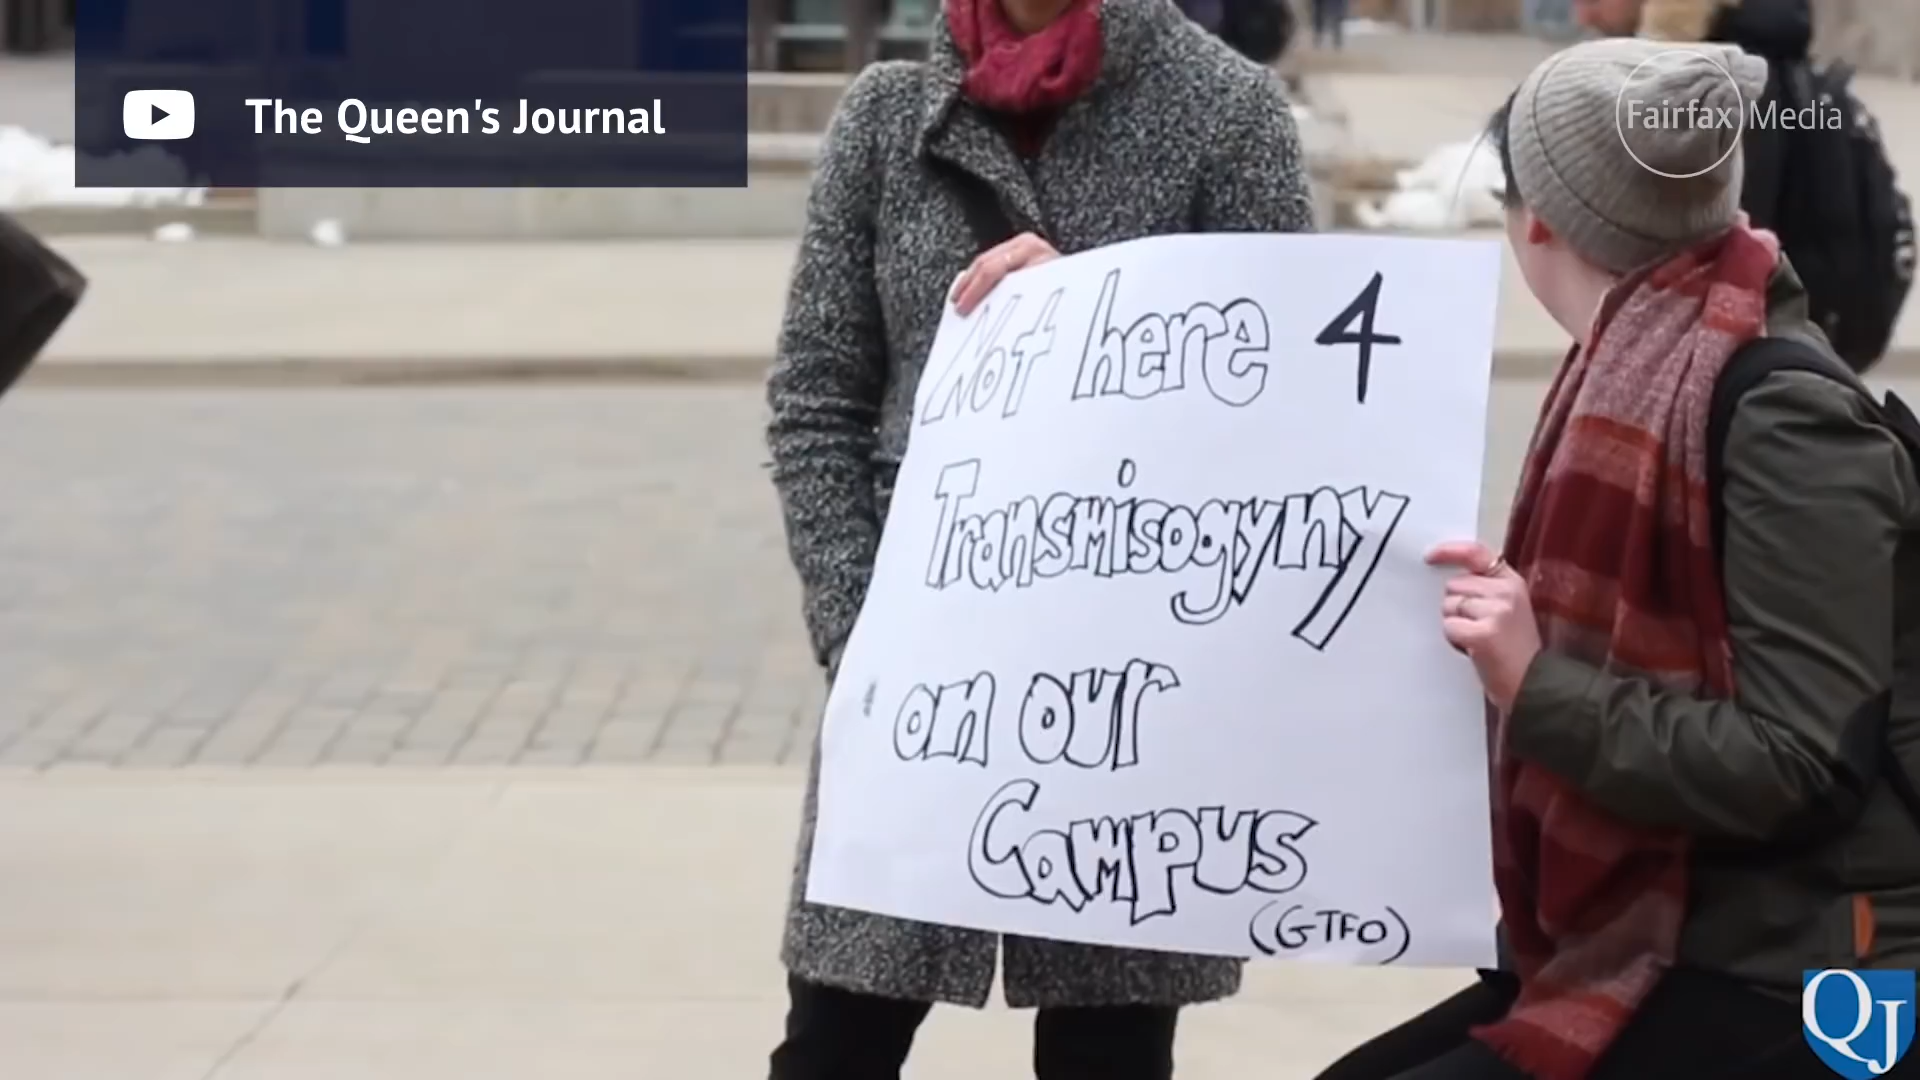 The Queen's Journal
Fairfax Media
Not here 4
Transmisogyny
on our
Campus
(GTFO)
QJ